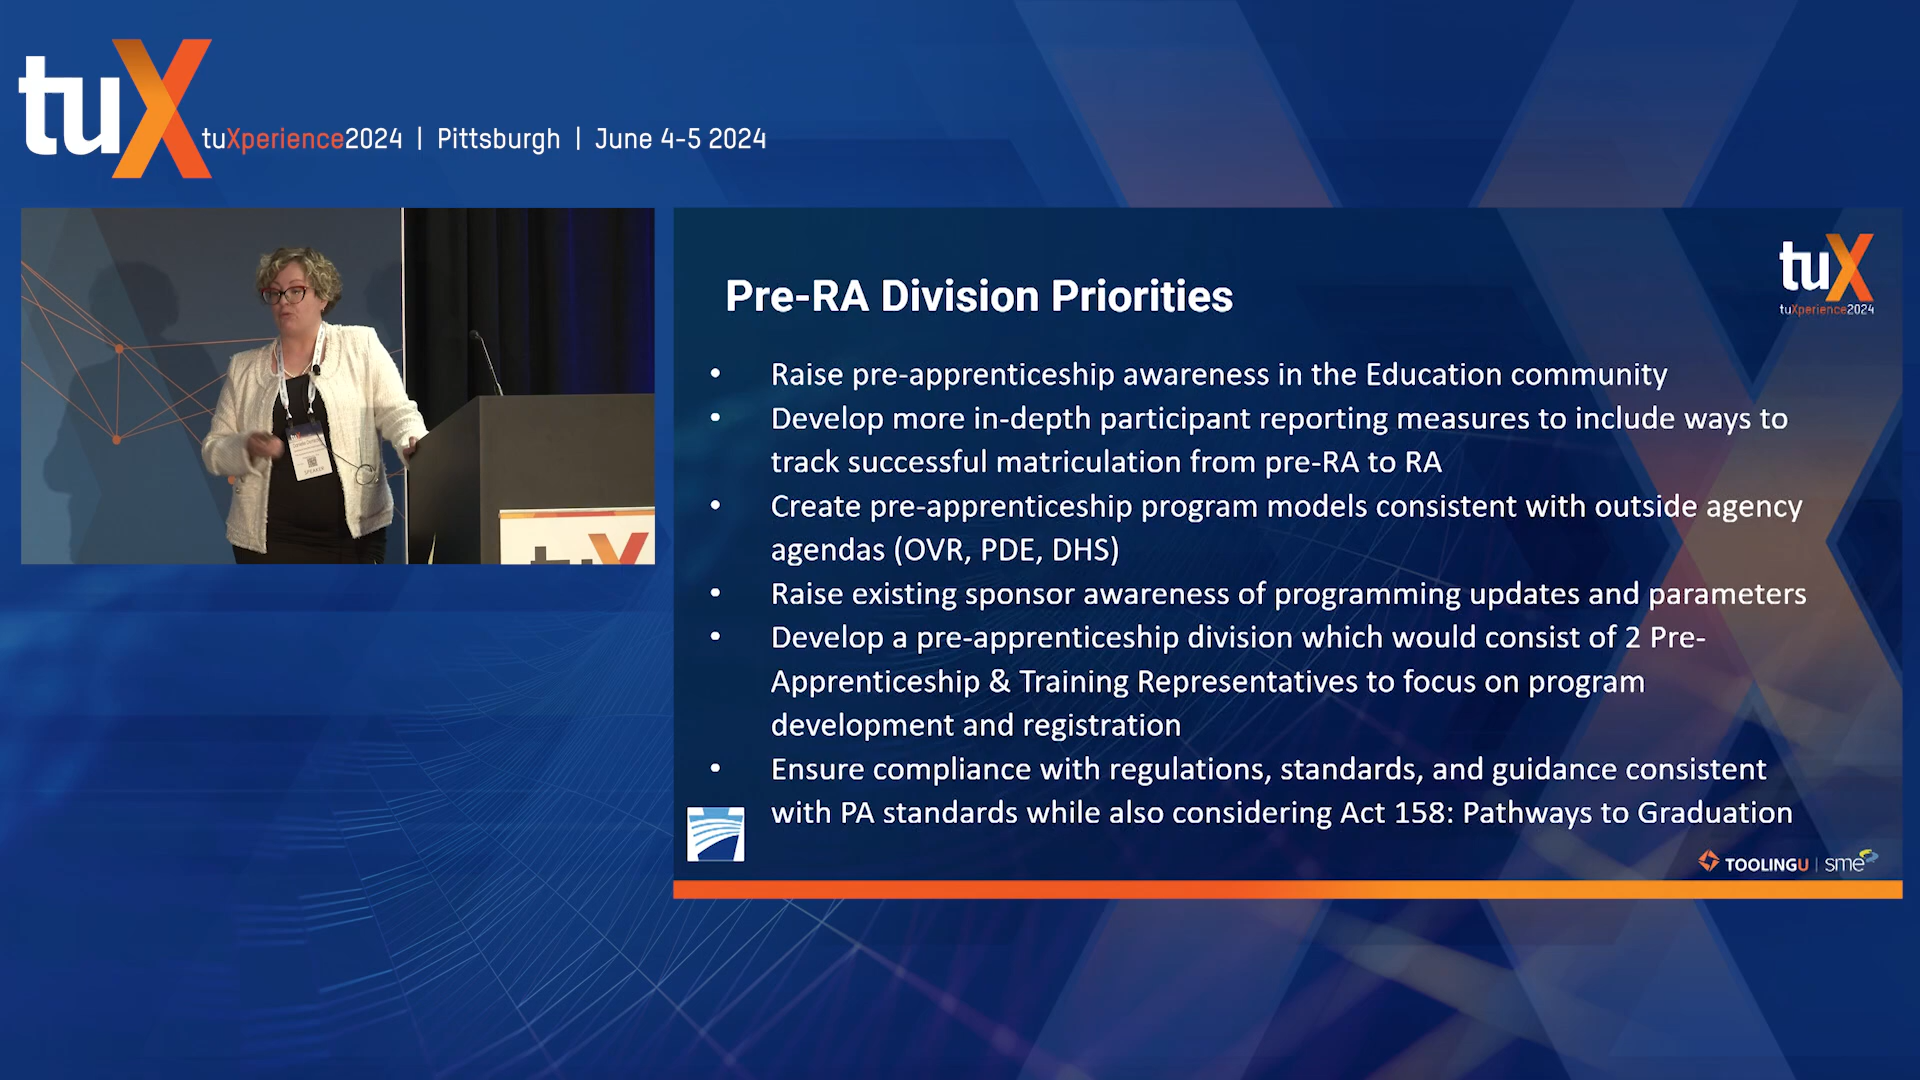 tuX
tuXperience2024 | Pittsburgh | June 4-5 2024
SPEAKER
tuX
tuX
tuXperience2024
Pre-RA Division Priorities
• Raise pre-apprenticeship awareness in the Education community
• Develop more in-depth participant reporting measures to include ways to
track successful matriculation from pre-RA to RA
• Create pre-apprenticeship program models consistent with outside agency
agendas (OVR, PDE, DHS)
• Raise existing sponsor awareness of programming updates and parameters
• Develop a pre-apprenticeship division which would consist of 2 Pre-
Apprenticeship & Training Representatives to focus on program
development and registration
• Ensure compliance with regulations, standards, and guidance consistent
with PA standards while also considering Act 158: Pathways to Graduation
TOOLINGU | sme